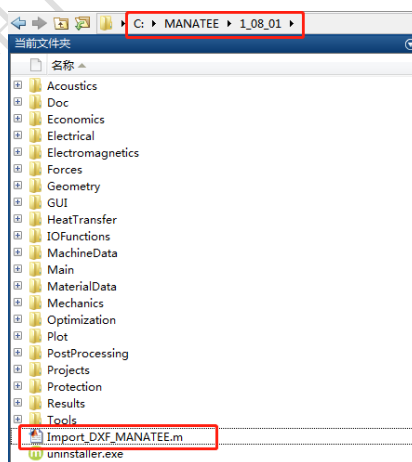 C: ▸ MANATEE ▸ 1_08_01 ▸
当前文件夹
名称
Acoustics
Doc
Economics
Electrical
Electromagnetics
Forces
Geometry
GUI
HeatTransfer
IOFunctions
MachineData
Main
MaterialData
Mechanics
Optimization
Plot
PostProcessing
Projects
Protection
Results
Tools
Import_DXF_MANATEE.m
uninstaller.exe